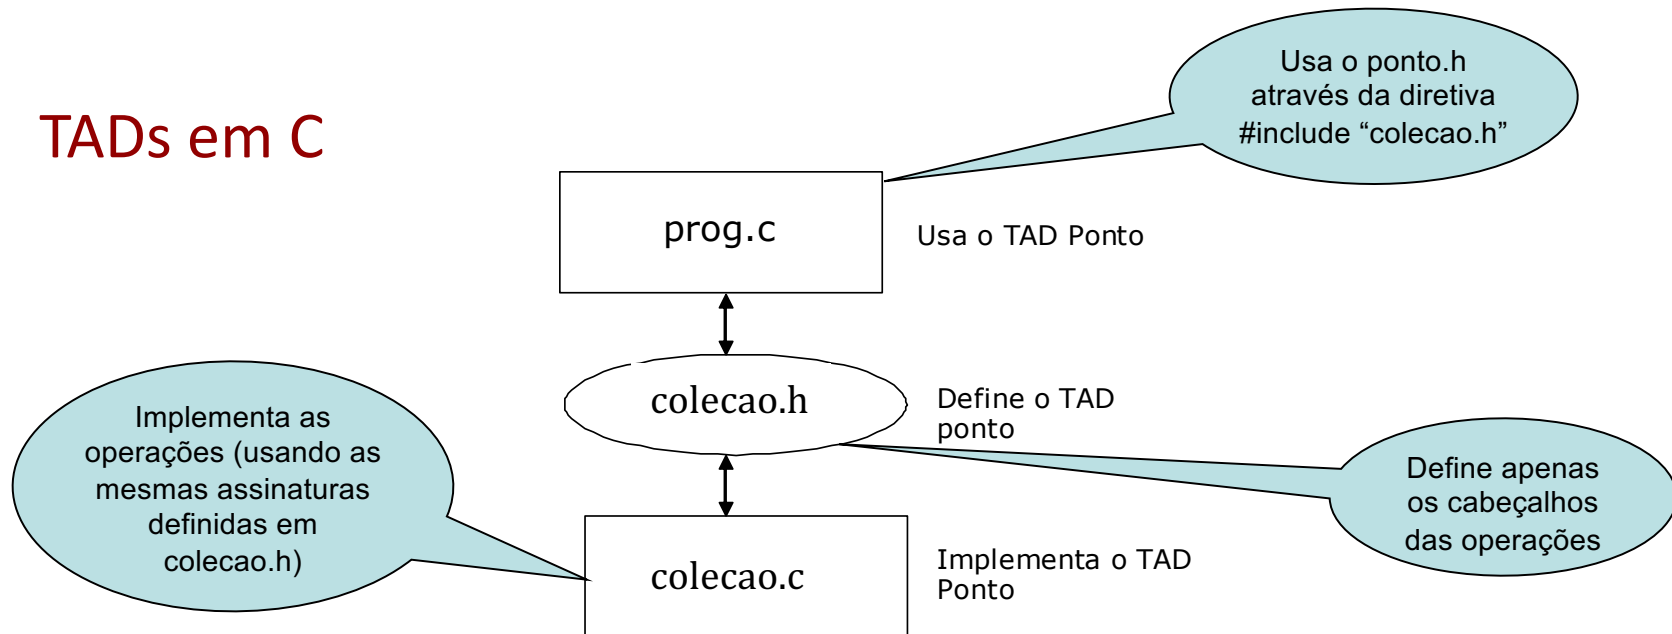 TADs em C
Usa o ponto.h
através da diretiva
#include “colecao.h”
prog.c
Usa o TAD Ponto
colecao.h
Define o TAD
ponto
Implementa as
operações (usando as
mesmas assinaturas
definidas em
colecao.h)
Define apenas
os cabeçalhos
das operações
colecao.c
Implementa o TAD
Ponto